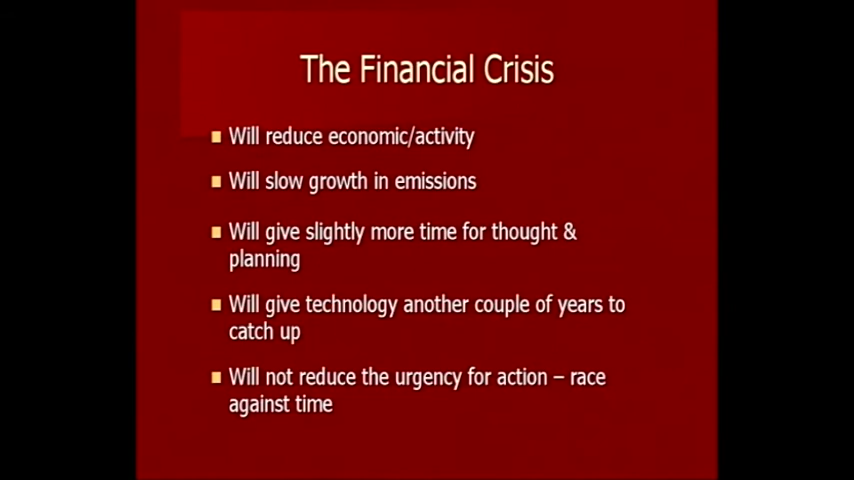 The Financial Crisis
Will reduce economic/activity
Will slow growth in emissions
Will give slightly more time for thought &
planning
Will give technology another couple of years to
catch up
Will not reduce the urgency for action – race
against time